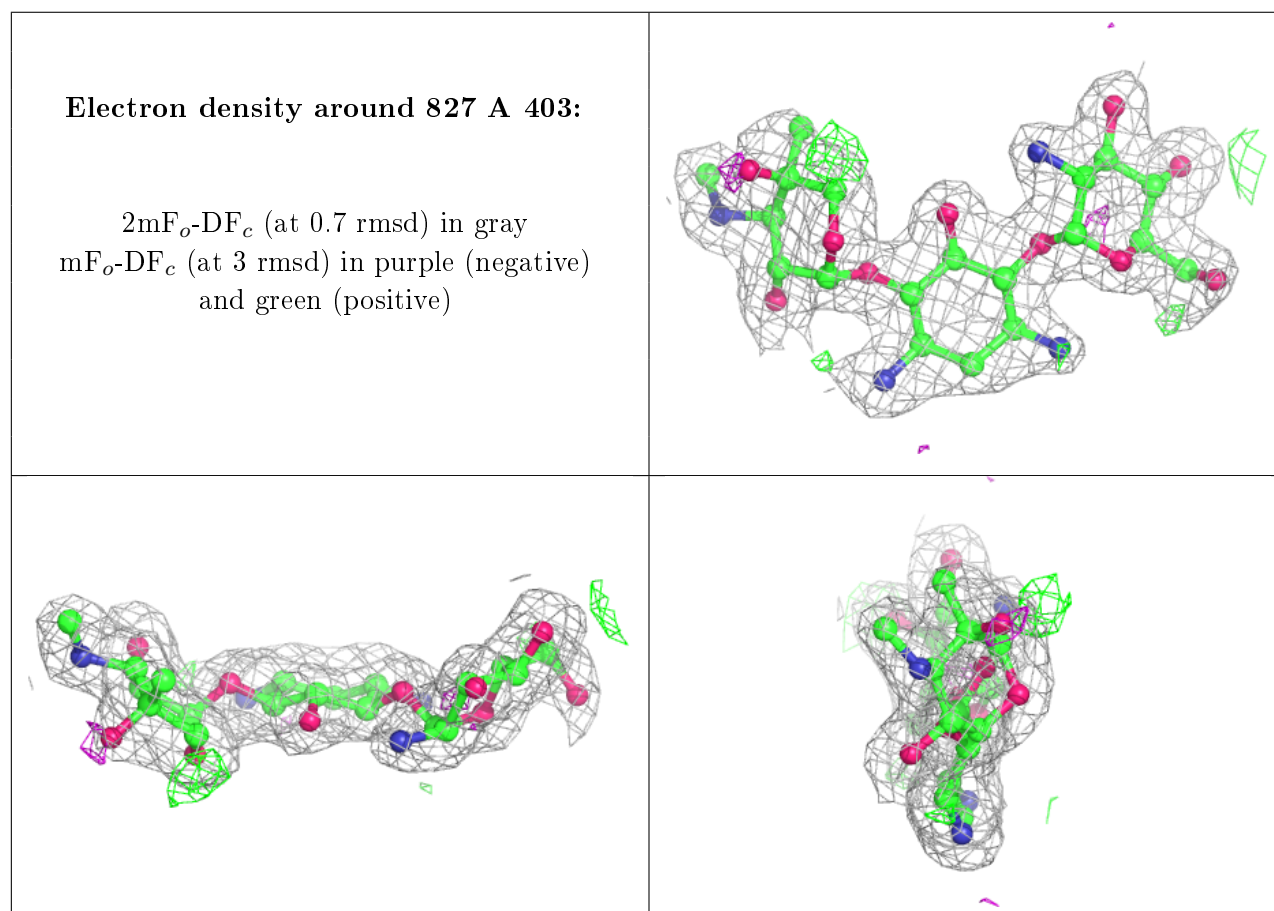 Electron density around 827 A 403:
2mFo-DFc (at 0.7 rmsd) in gray
mFo-DFc (at 3 rmsd) in purple (negative)
and green (positive)